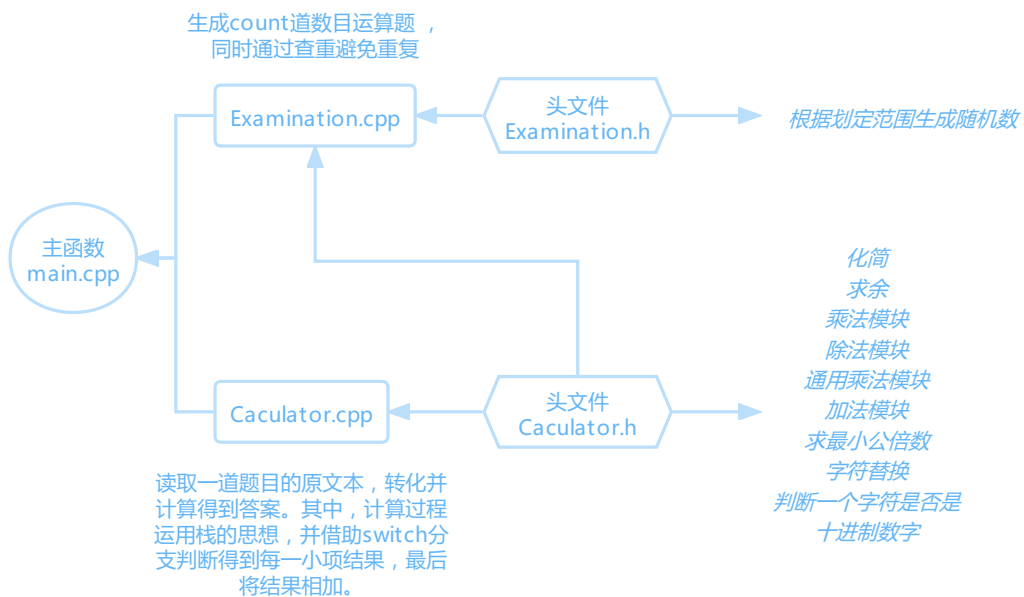 生成count道数目运算题 ，
同时通过查重避免重复
Examination.cpp
头文件
Examination.h
根据划定范围生成随机数
主函数
main.cpp
化简
求余
乘法模块
除法模块
通用乘法模块
加法模块
求最小公倍数
字符替换
判断一个字符是否是
十进制数字
Caculator.cpp
头文件
Caculator.h
读取一道题目的原文本，转化并
计算得到答案。其中，计算过程
运用栈的思想，并借助switch分
支判断得到每一小项结果，最后
将结果相加。